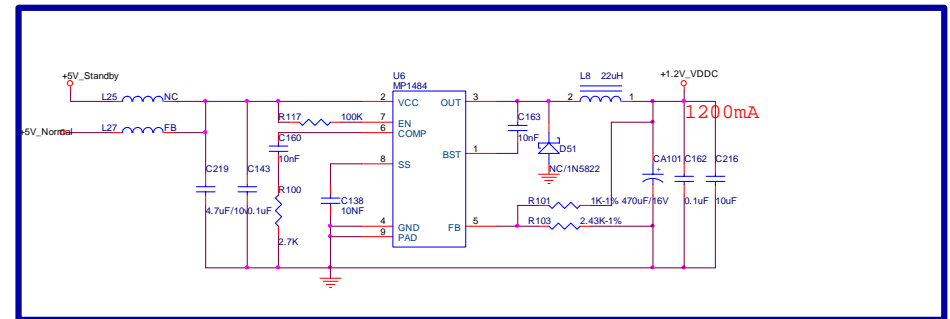 U6
MP1484
+5V_Standby
L8 22uH
+1.2V_VDDC
L25 NC
2 VCC OUT 3
2 1
1200mA
R117 100K
7 EN
C163
+5V_Normal
L27 FB
6 COMP
10nF
C160
10nF
D51
BST 1
8 SS
NC/1N5822
C219
C143
CA101
C162
C216
+
R100
C138
10NF
R101 1K-1%
470uF/16V
0.1uF
10uF
4.7uF/10v
0.1uF
4 GND FB 5
R103 2.43K-1%
9 PAD
2.7K